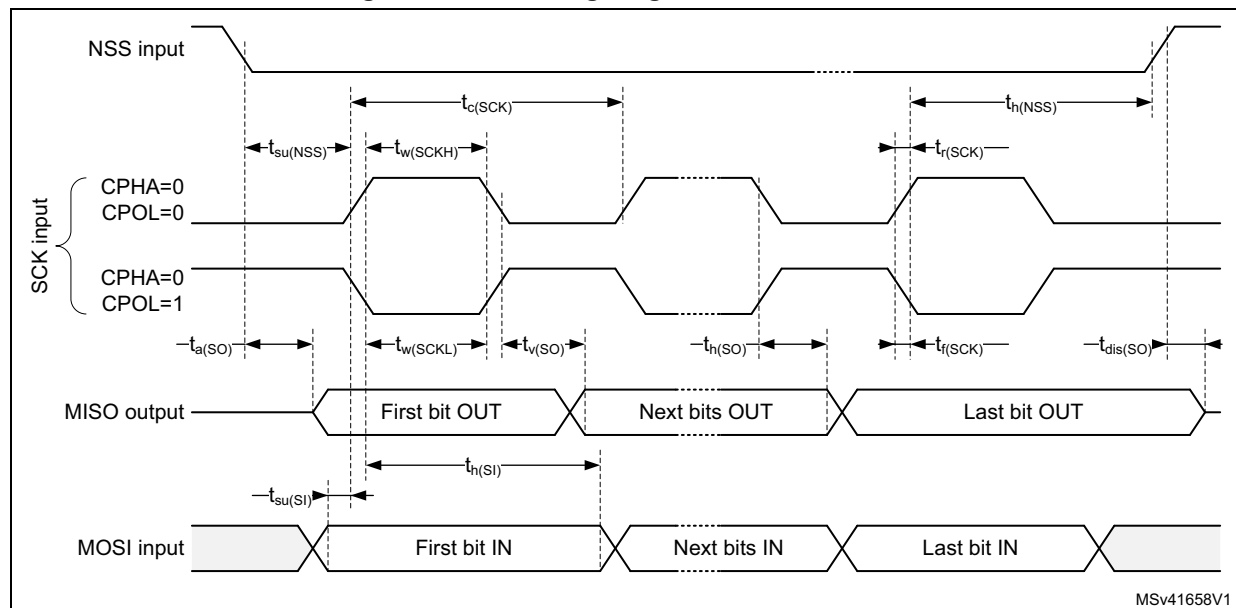 NSS input
tc(SCK)
th(NSS)
tsu(NSS)
tw(SCKH)
tr(SCK)
CPHA=0
CPOL=0
SCK input
CPHA=0
CPOL=1
ta(SO)
tw(SCKL)
tv(SO)
th(SO)
tf(SCK)
tdis(SO)
MISO output
First bit OUT
Next bits OUT
Last bit OUT
th(SI)
tsu(SI)
MOSI input
First bit IN
Next bits IN
Last bit IN
MSv41658V1